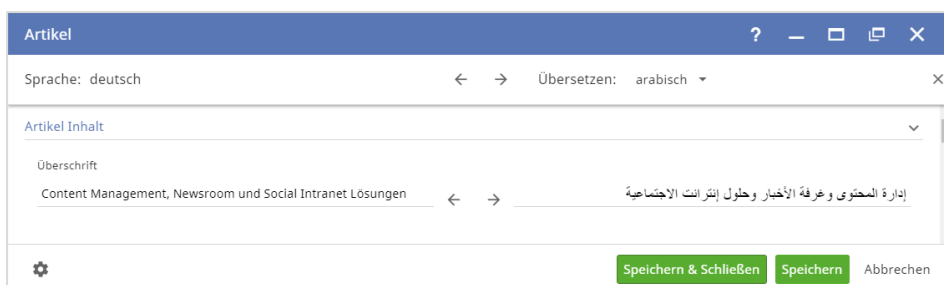 Artikel
Sprache: deutsch Übersetzen: arabisch
Artikel Inhalt
Überschrift
Content Management, Newsroom und Social Intranet Lösungen إدارة المحتوى وغرفة الأخبار وحلول إنترانت الاجتماعية
Speichern & Schließen Speichern Abbrechen